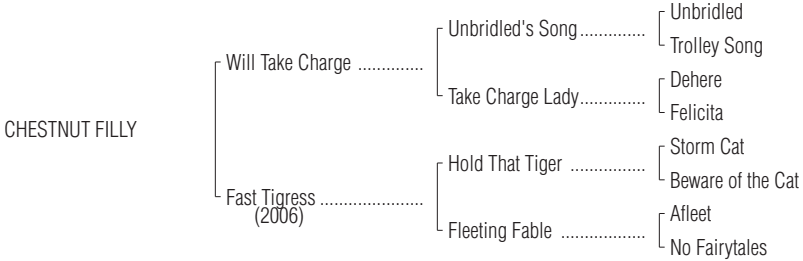 Unbridled
Unbridled's Song..............
Trolley Song
Will Take Charge ..............
Dehere
Take Charge Lady..............
Felicita
CHESTNUT FILLY
Storm Cat
Hold That Tiger ................
Beware of the Cat
Fast Tigress ......................
(2006)
Afleet
Fleeting Fable ..................
No Fairytales